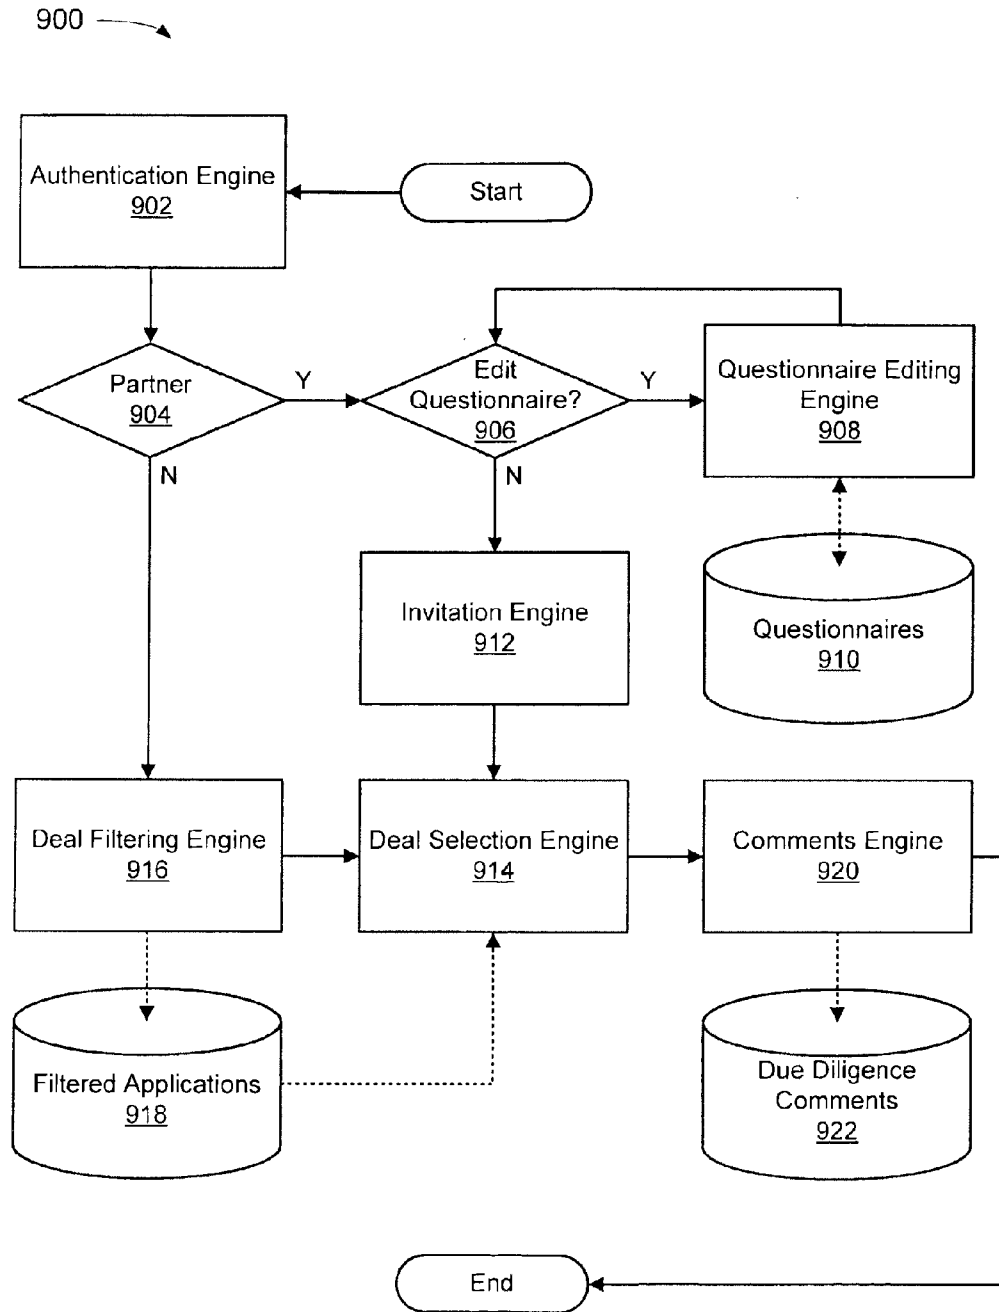 900
Authentication Engine
902
Start
Partner
904
Y
N
Edit
Questionnaire?
906
Y
N
Questionnaire Editing
Engine
908
Invitation Engine
912
Questionnaires
910
Deal Filtering Engine
916
Deal Selection Engine
914
Comments Engine
920
Filtered Applications
918
Due Diligence
Comments
922
End